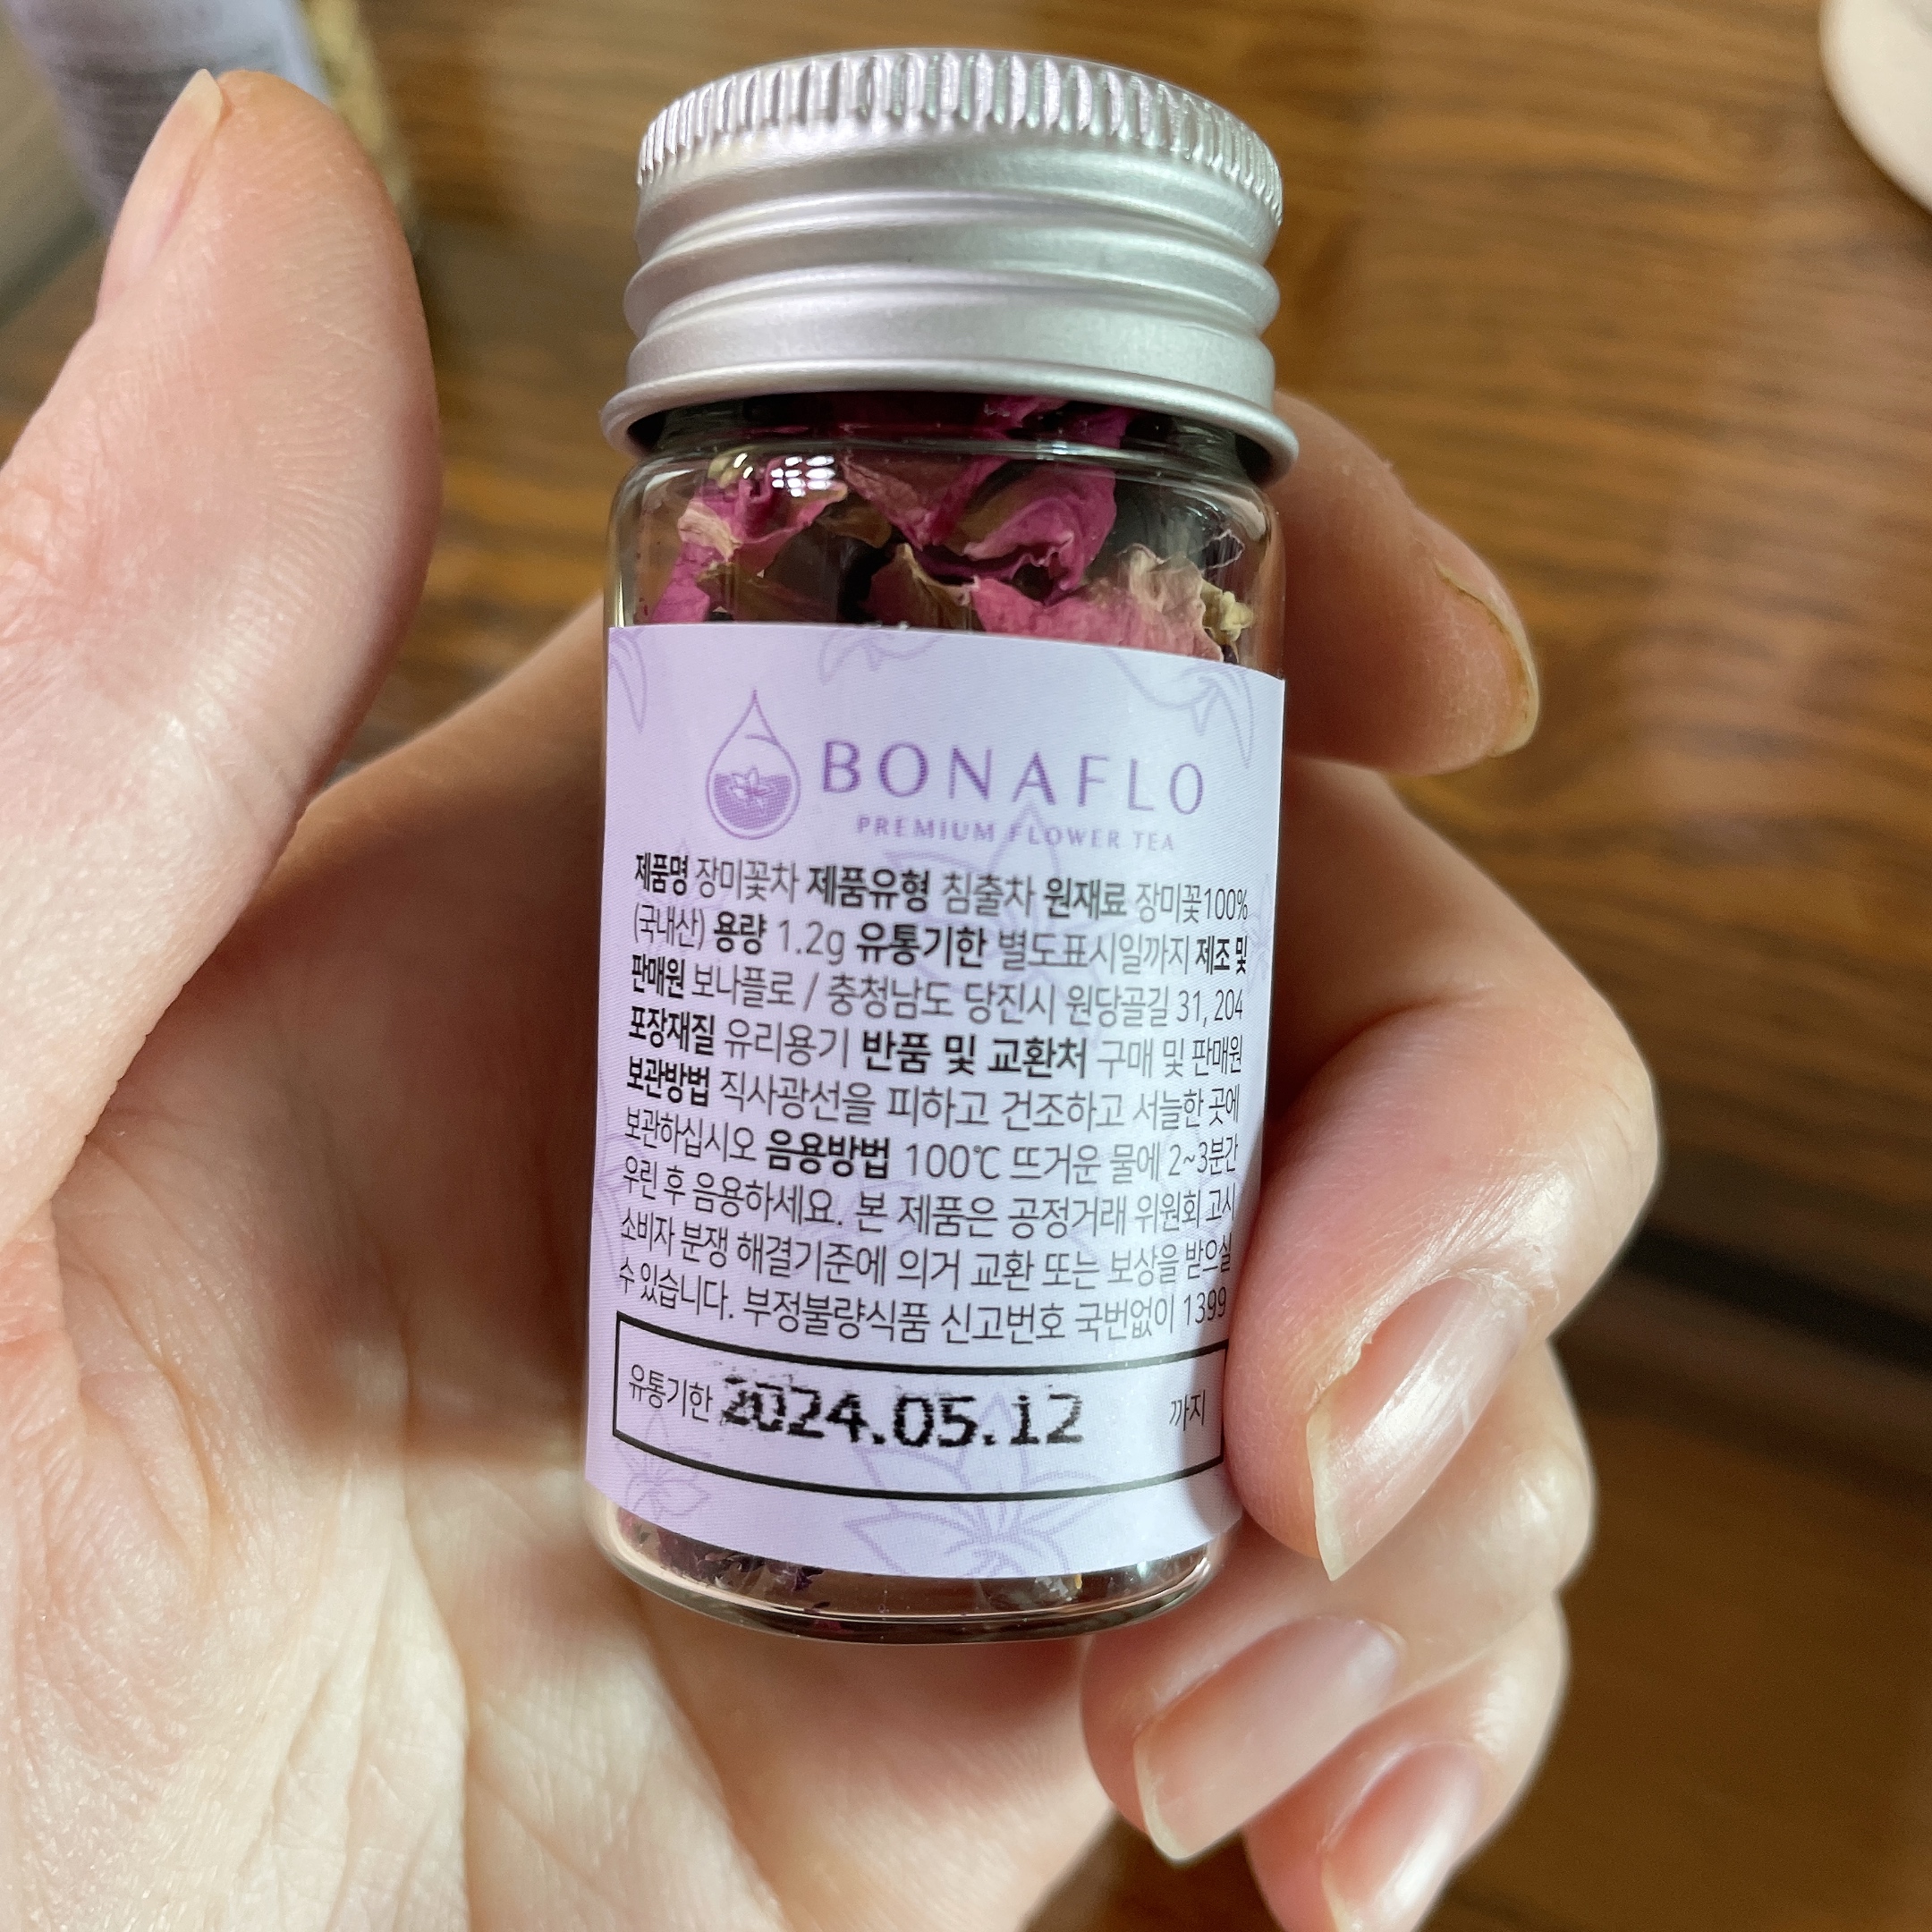 BONAFLO
PREMIUM FLOWER TEA
제품명 장미꽃차 제품유형 침출차 원재료 장미꽃100%
(국내산) 용량 1.2g 유통기한 별도표시일까지 제조 및
판매원 보나플로 / 충청남도 당진시 원당골길 31, 204
포장재질 유리용기 반품 및 교환처 구매 및 판매원
보관방법 직사광선을 피하고 건조하고 서늘한 곳에
보관하십시오 음용방법 100℃ 뜨거운 물에 2~3분간
우린 후 음용하세요. 본 제품은 공정거래 위원회 고시
소비자 분쟁 해결기준에 의거 교환 또는 보상을 받으실
수 있습니다. 부정불량식품 신고번호 국번없이 1399
유통기한 2024.05.12 까지